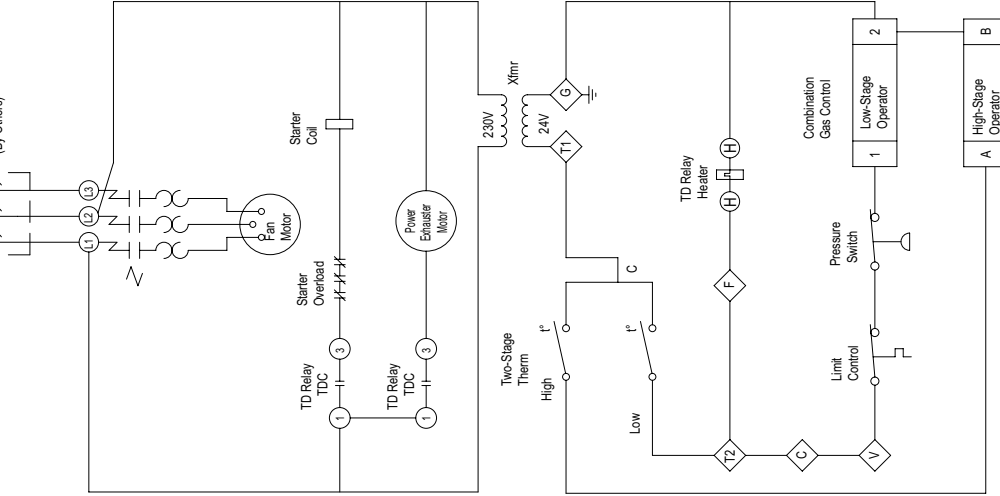 (By Others)
L1
L2
L3
Fan
Motor
Starter
Coil
Starter
Overload
TD Relay
TDC
1
3
Power
Exhauster
Motor
TD Relay
TDC
1
3
230V
Xfmr
24V
T1
G
Two-Stage
Therm
High
t°
C
Low
t°
TD Relay
Heater
T2
F
H
H
C
V
Limit
Control
Pressure
Switch
Combination
Gas Control
1
Low-Stage
Operator
2
A
High-Stage
Operator
B